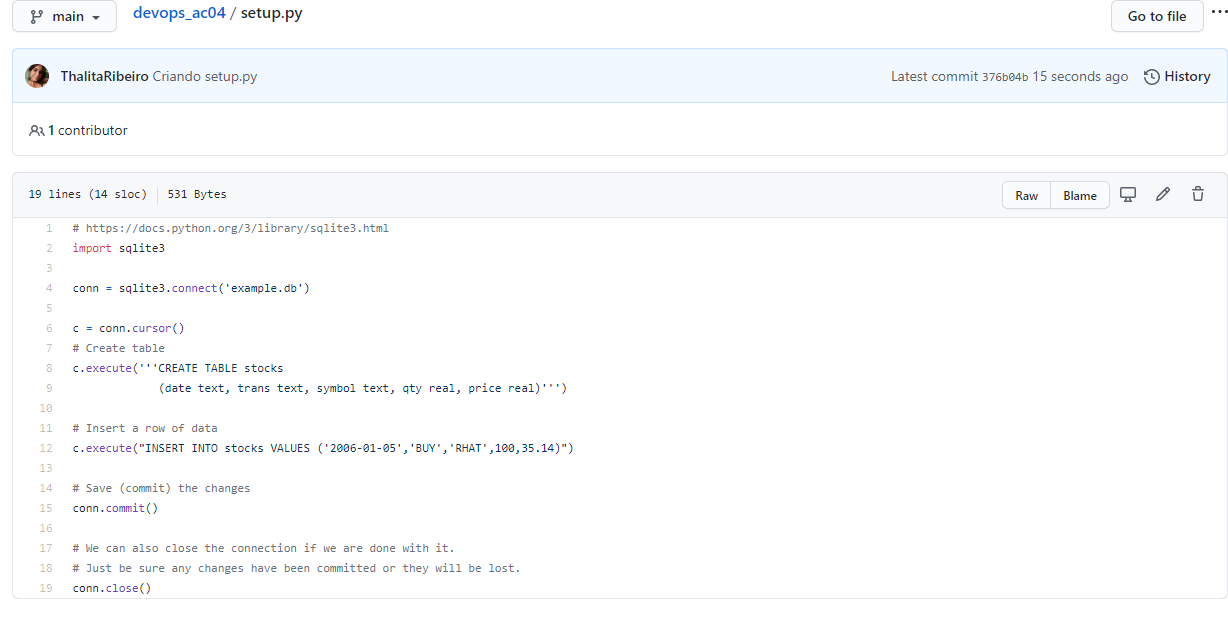 main
devops_ac04 / setup.py
Go to file
ThalitaRibeiro Criando setup.py
Latest commit 376b04b 15 seconds ago
History
1 contributor
19 lines (14 sloc)
531 Bytes
Raw
Blame
1 # https://docs.python.org/3/library/sqlite3.html
2 import sqlite3
3
4 conn = sqlite3.connect('example.db')
5
6 c = conn.cursor()
7 # Create table
8 c.execute('''CREATE TABLE stocks
9              (date text, trans text, symbol text, qty real, price real)''')
10
11 # Insert a row of data
12 c.execute("INSERT INTO stocks VALUES ('2006-01-05','BUY','RHAT',100,35.14)")
13
14 # Save (commit) the changes
15 conn.commit()
16
17 # We can also close the connection if we are done with it.
18 # Just be sure any changes have been committed or they will be lost.
19 conn.close()